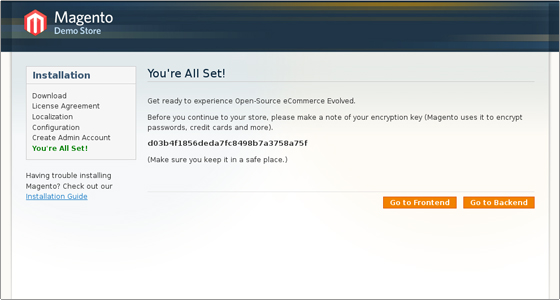 Magento
Demo Store
Installation
Download
License Agreement
Localization
Configuration
Create Admin Account
You're All Set!
Having trouble installing
Magento? Check out our
Installation Guide
You're All Set!
Get ready to experience Open-Source eCommerce Evolved.
Before you continue to your store, please make a note of your encryption key (Magento uses it to encrypt
passwords, credit cards and more).
d03b4f1856deda7fc8498b7a3758a75f
(Make sure you keep it in a safe place.)
Go to Frontend
Go to Backend